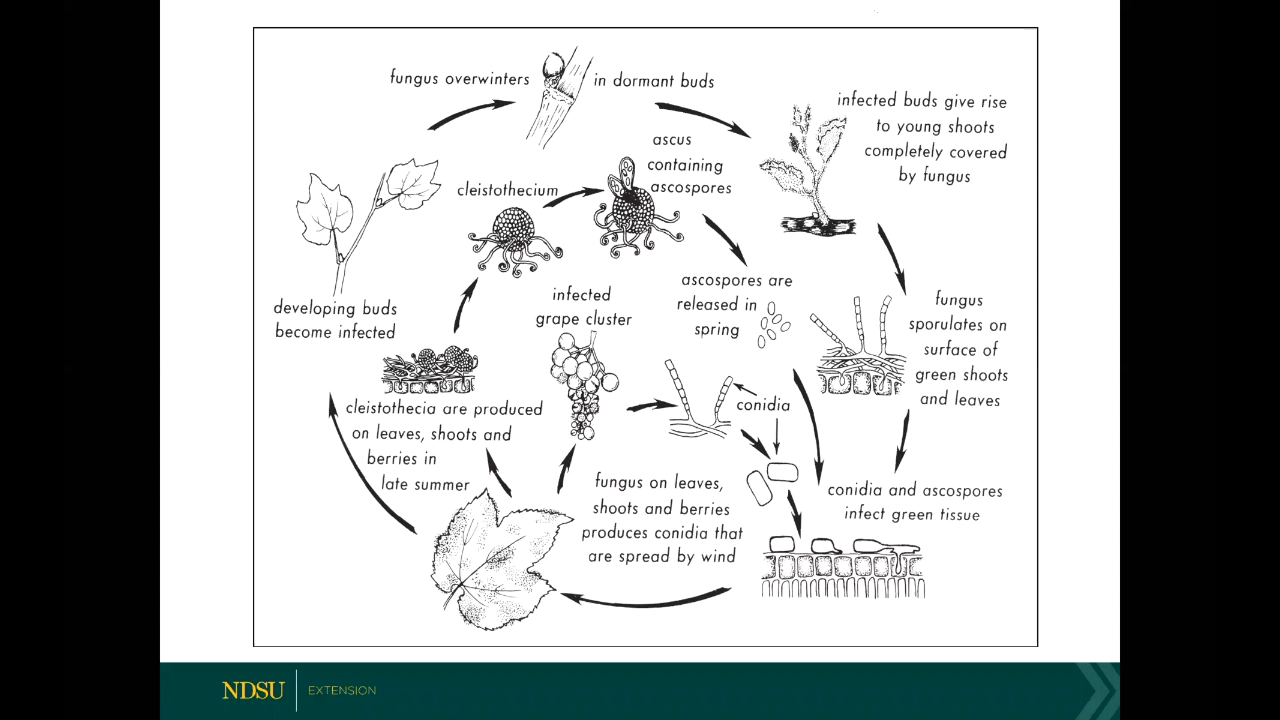 fungus overwinters
in dormant buds
infected buds give rise
to young shoots
completely covered
by fungus
ascus
containing
ascospores
cleistothecium
ascospores are
released in
spring
infected
grape cluster
developing buds
become infected
fungus
sporulates on
surface of
green shoots
and leaves
cleistothecia are produced
on leaves, shoots and
berries in
late summer
conidia
fungus on leaves,
shoots and berries
produces conidia that
are spread by wind
conidia and ascospores
infect green tissue
NDSU
EXTENSION